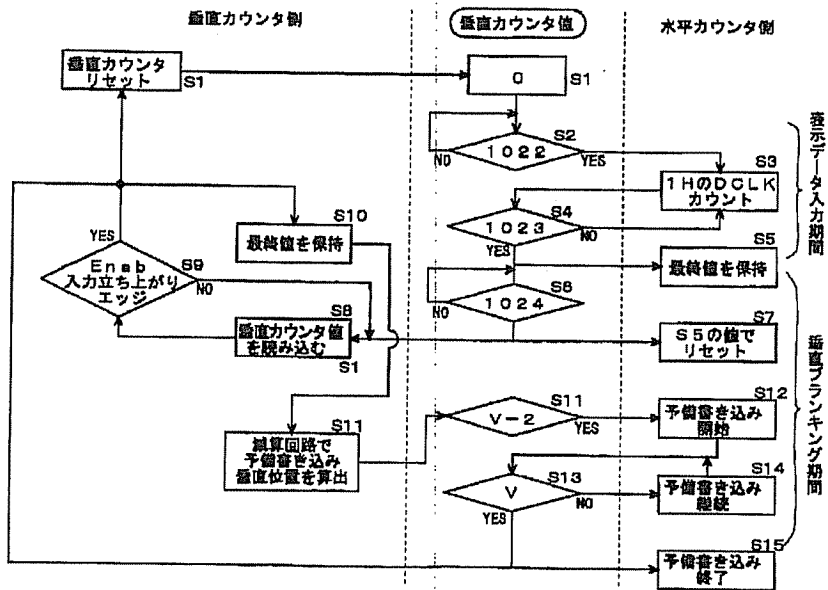 垂直カウンタ側
垂直カウンタ値
水平カウンタ側
垂直カウンタ
リセット
S1
0
S1
S2
1022
NO
YES
S3
1HのDCLK
カウント
S4
1023
NO
YES
S5
最終値を保持
S6
1024
NO
S7
S5の値で
リセット
S10
最終値を保持
YES
S9
Enab
入力立ち上がり
エッジ
NO
S8
垂直カウンタ値
を読み込む
S1
S11
減算回路で
予備書き込み
垂直位置を算出
S11
V-2
YES
S12
予備書き込み
開始
S13
V
NO
YES
S14
予備書き込み
継続
S15
予備書き込み
終了
表示データ入力期間
垂直ブランキング期間